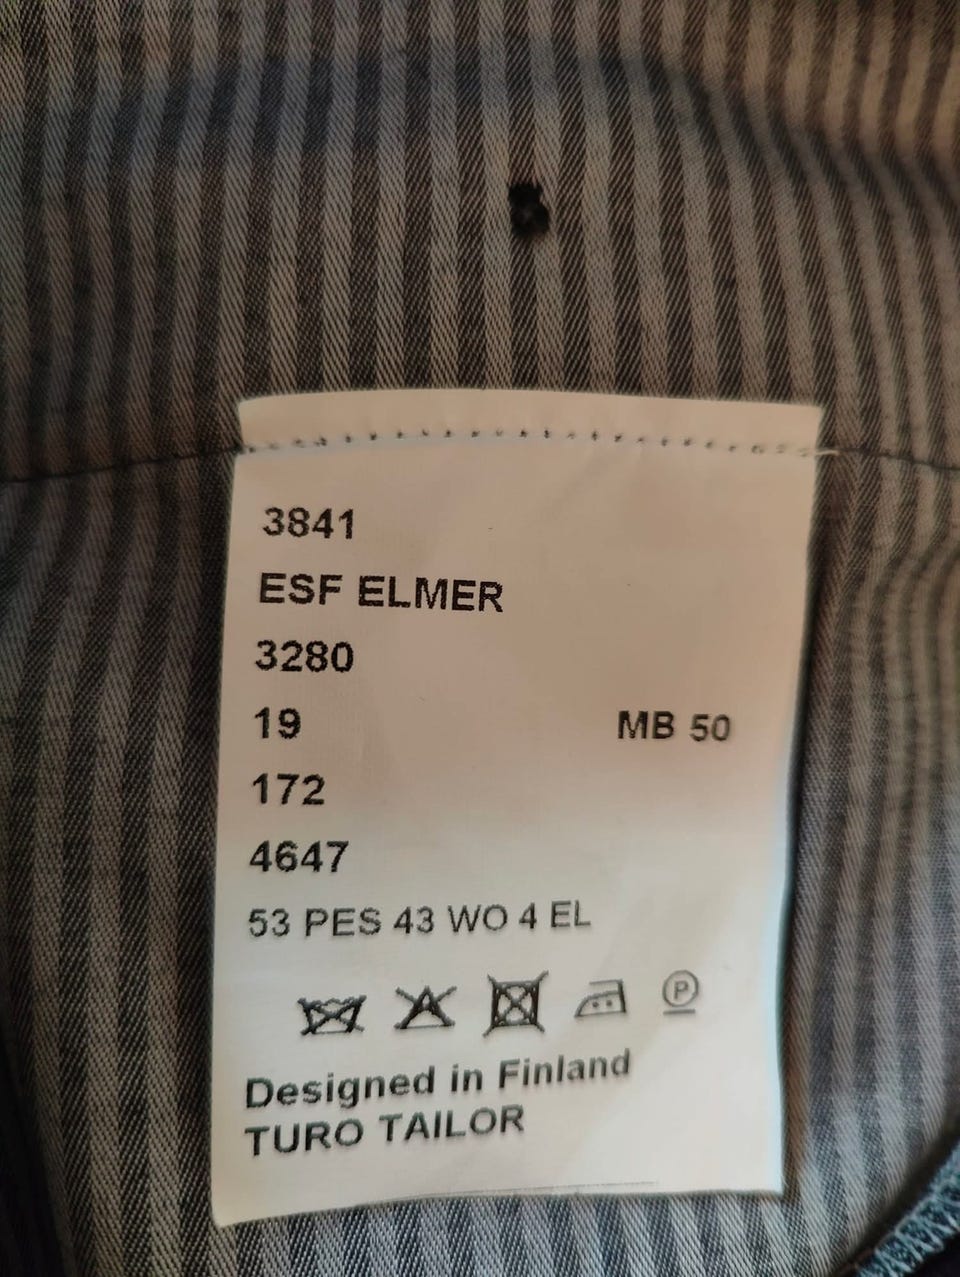 3841
ESF ELMER
3280
19 MB 50
172
4647
53 PES 43 WO 4 EL
P
Designed in Finland
TURO TAILOR